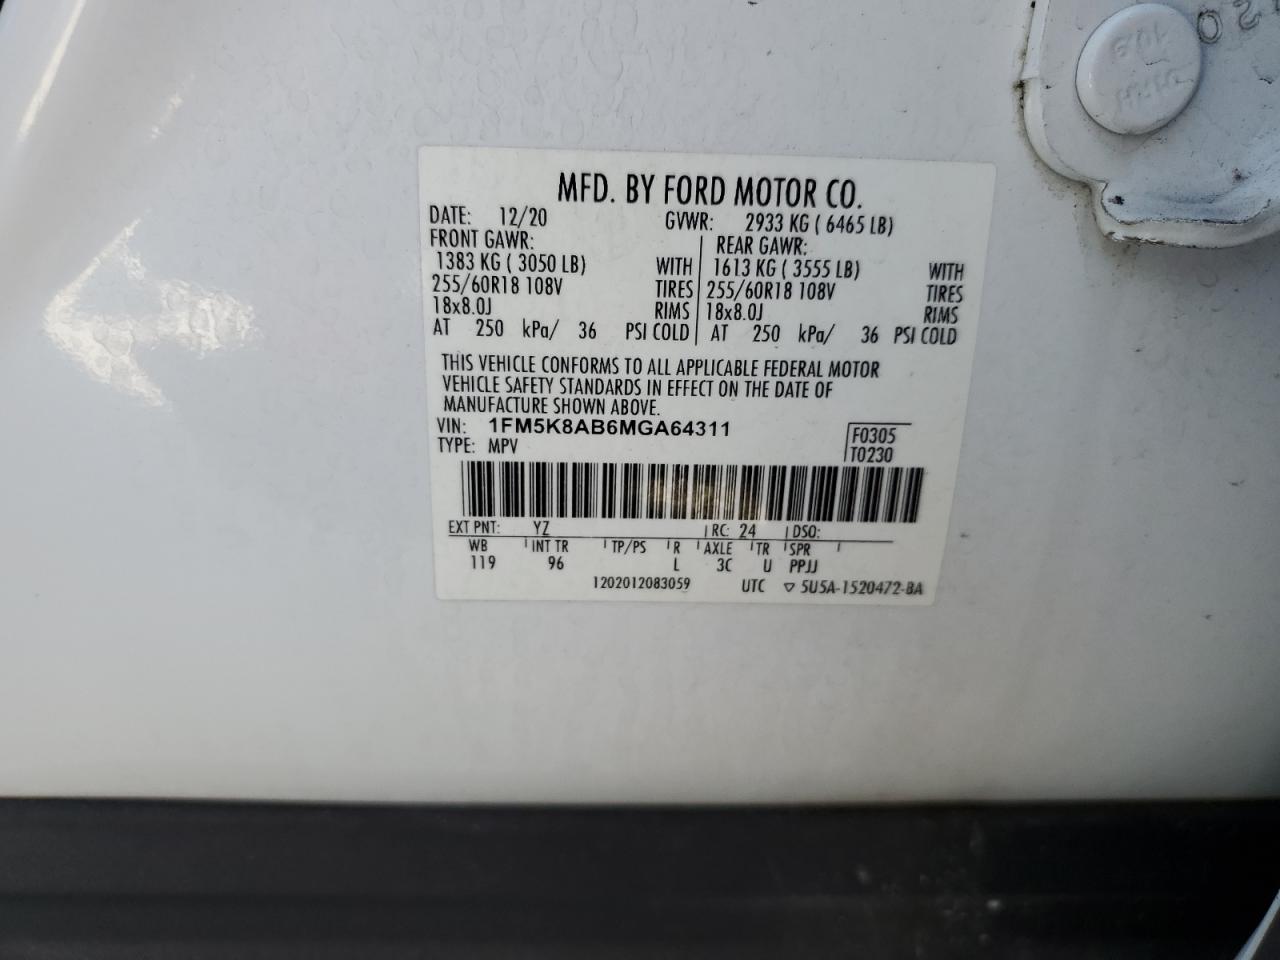 MFD. BY FORD MOTOR CO.
DATE: 12/20 GVWR: 2933 KG ( 6465 LB)
FRONT GAWR: REAR GAWR:
1383 KG ( 3050 LB) WITH 1613 KG ( 3555 LB) WITH
255/60R18 108V TIRES 255/60R18 108V TIRES
18x8.0J RIMS 18x8.0J RIMS
AT 250 kPa/ 36 PSI COLD AT 250 kPa/ 36 PSI COLD
THIS VEHICLE CONFORMS TO ALL APPLICABLE FEDERAL MOTOR
VEHICLE SAFETY STANDARDS IN EFFECT ON THE DATE OF
MANUFACTURE SHOWN ABOVE.
VIN: 1FM5K8AB6MGA64311 F0305
TYPE: MPV T0230
EXT PNT: YZ RC: 24 DSO:
WB INT TR TP/PS R AXLE TR SPR
119 96 L 3C U PPJJ
1202012083059 UTC ▽ 5U5A-1520472-BA
10.9